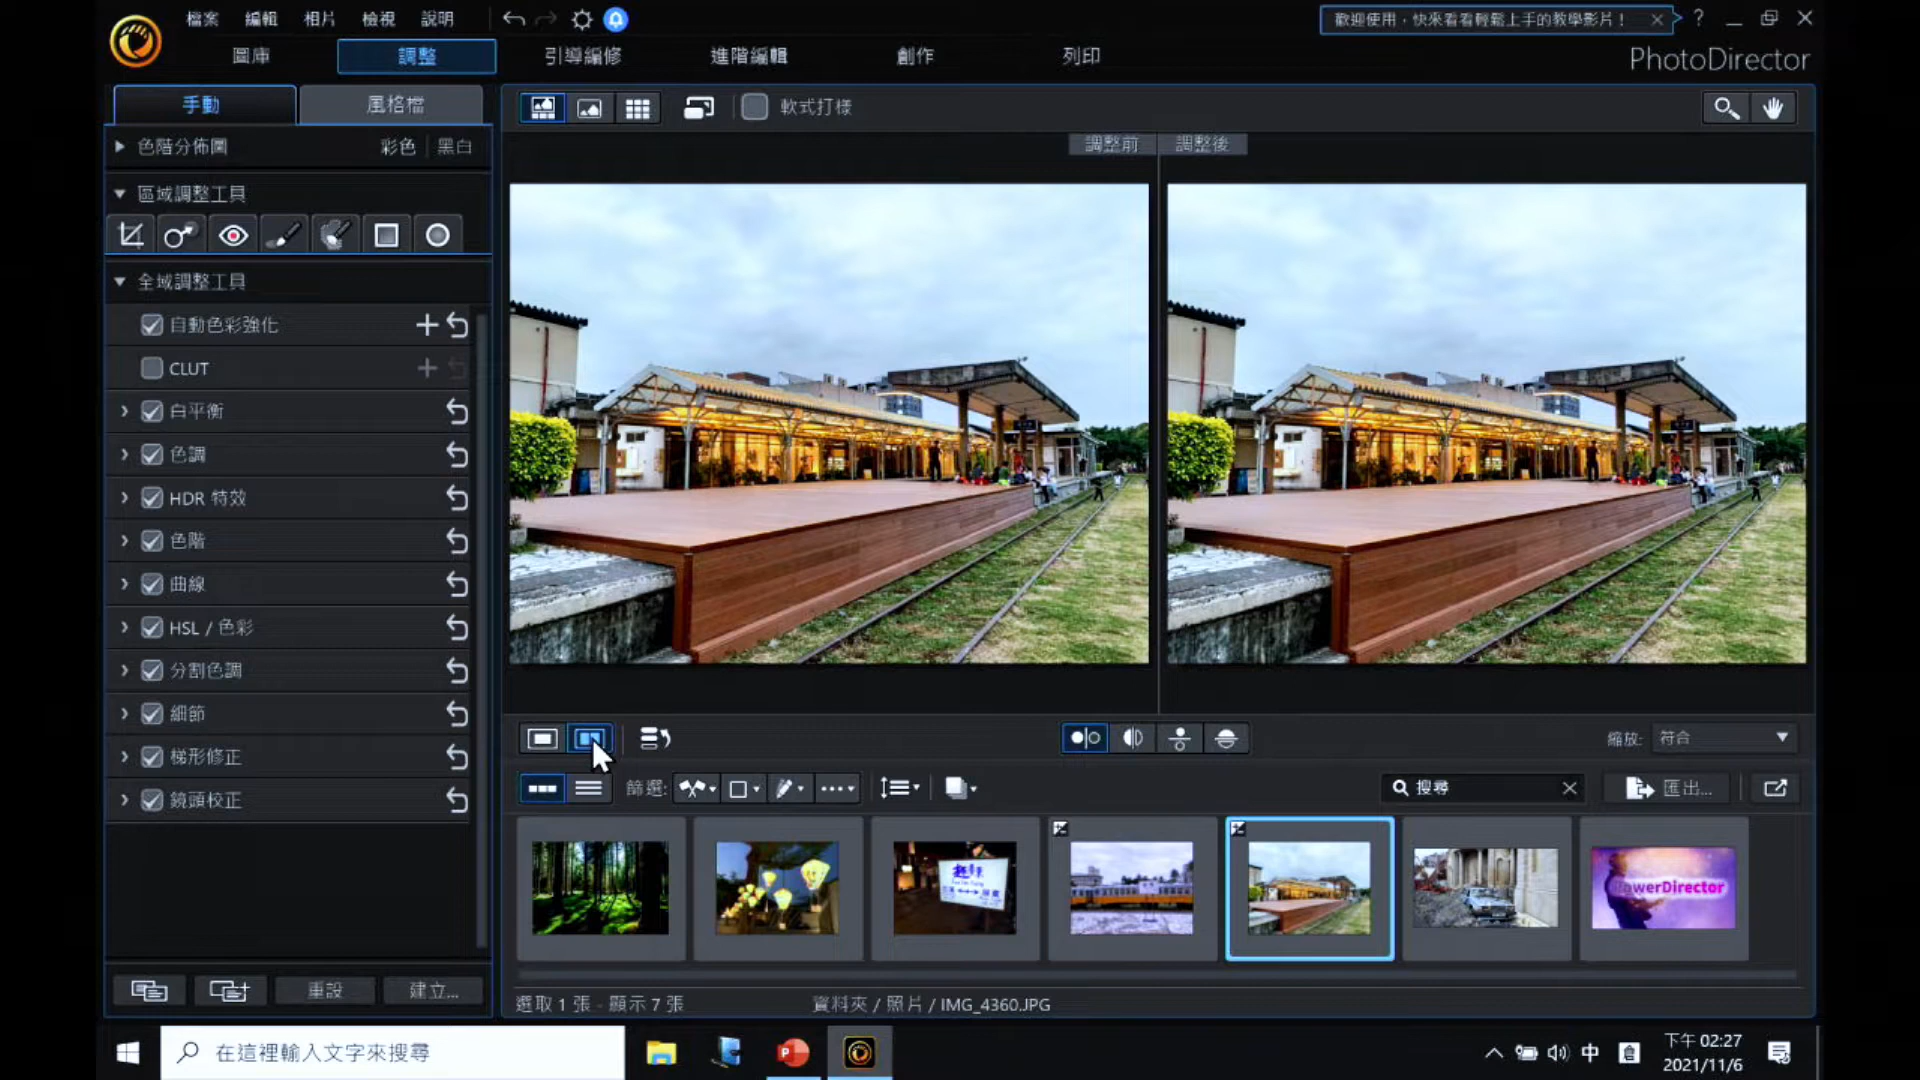 檔案 編輯 相片 檢視 說明
歡迎使用，快來看看輕鬆上手的教學影片！
圖庫 調整 引導編修 進階編輯 創作 列印
PhotoDirector
手動 風格檔
軟式打樣
色階分佈圖 彩色 黑白
調整前 調整後
區域調整工具
全域調整工具
自動色彩強化
CLUT
白平衡
色調
HDR 特效
色階
曲線
HSL / 色彩
分割色調
細節
梯形修正
鏡頭校正
縮放: 符合
篩選: 搜尋 匯出...
PowerDirector
重設 建立...
選取 1 張 - 顯示 7 張 資料夾 / 照片 / IMG_4360.JPG
在這裡輸入文字來搜尋
中
下午 02:27
2021/11/6